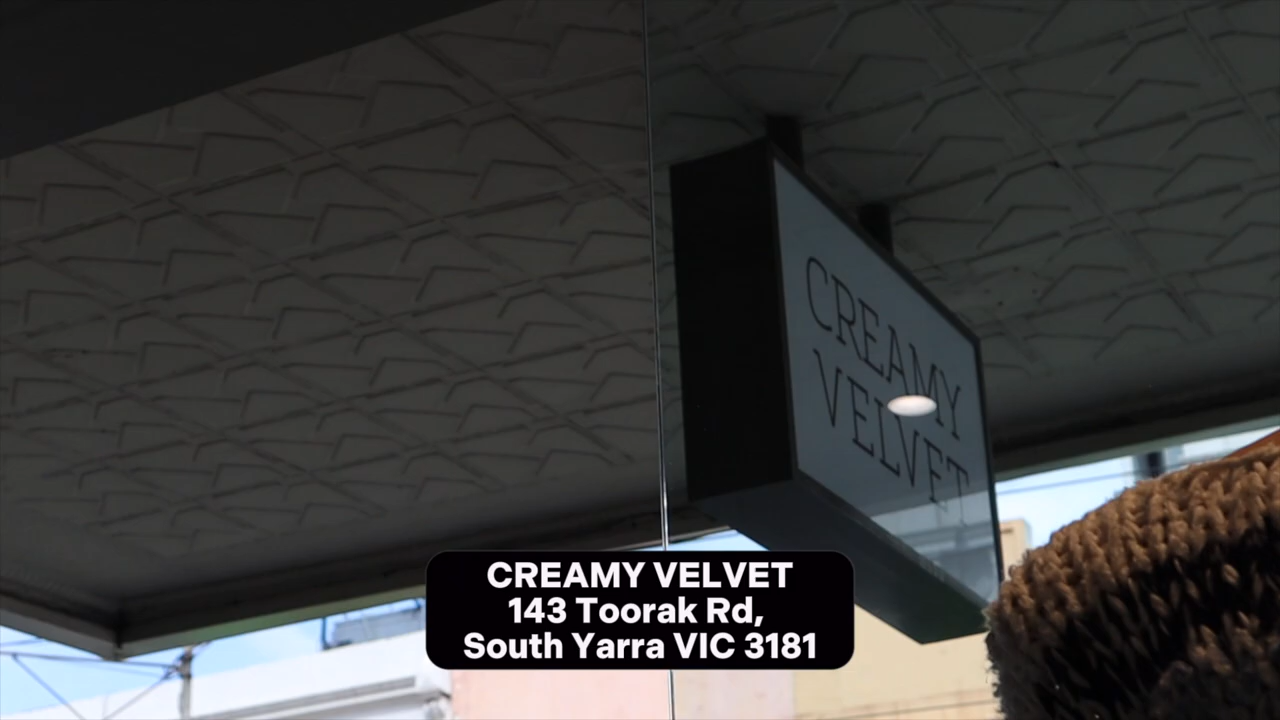 CREAMY
VELVET
CREAMY VELVET
143 Toorak Rd,
South Yarra VIC 3181